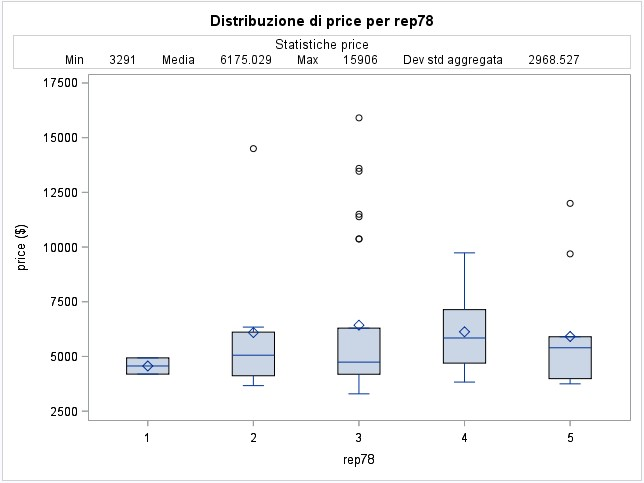 Distribuzione di price per rep78
Statistiche price
Min 3291 Media 6175.029 Max 15906 Dev std aggregata 2968.527
17500
15000
12500
10000
7500
5000
2500
price ($)
1 2 3 4 5
rep78